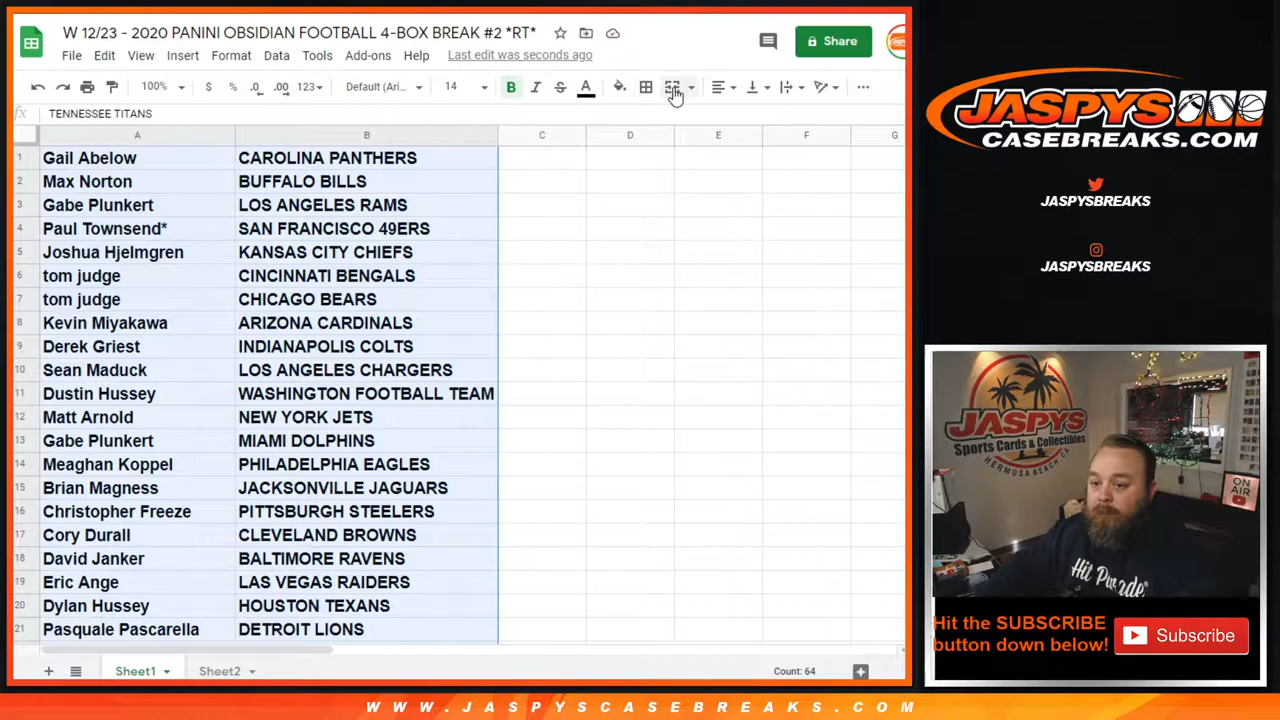 W 12/23 - 2020 PANINI OBSIDIAN FOOTBALL 4-BOX BREAK #2 *RT*
File Edit View Insert Format Data Tools Add-ons Help Last edit was seconds ago
Share
100% $ % .0 .00 123 Default (Ari... 14 B I S A
fx TENNESSEE TITANS
A B C D E F G
1 Gail Abelow CAROLINA PANTHERS
2 Max Norton BUFFALO BILLS
3 Gabe Plunkert LOS ANGELES RAMS
4 Paul Townsend* SAN FRANCISCO 49ERS
5 Joshua Hjelmgren KANSAS CITY CHIEFS
6 tom judge CINCINNATI BENGALS
7 tom judge CHICAGO BEARS
8 Kevin Miyakawa ARIZONA CARDINALS
9 Derek Griest INDIANAPOLIS COLTS
10 Sean Maduck LOS ANGELES CHARGERS
11 Dustin Hussey WASHINGTON FOOTBALL TEAM
12 Matt Arnold NEW YORK JETS
13 Gabe Plunkert MIAMI DOLPHINS
14 Meaghan Koppel PHILADELPHIA EAGLES
15 Brian Magness JACKSONVILLE JAGUARS
16 Christopher Freeze PITTSBURGH STEELERS
17 Cory Durall CLEVELAND BROWNS
18 David Janker BALTIMORE RAVENS
19 Eric Ange LAS VEGAS RAIDERS
20 Dylan Hussey HOUSTON TEXANS
21 Pasquale Pascarella DETROIT LIONS
Sheet1 Sheet2 Count: 64
JASPYS
CASEBREAKS.COM
JASPYSBREAKS
JASPYSBREAKS
JASPYS
Sports Cards & Collectibles
HERMOSA BEACH, CA
ON AIR
Hit Parade
Hit the SUBSCRIBE
button down below!
Subscribe
WWW.JASPYSCASEBREAKS.COM